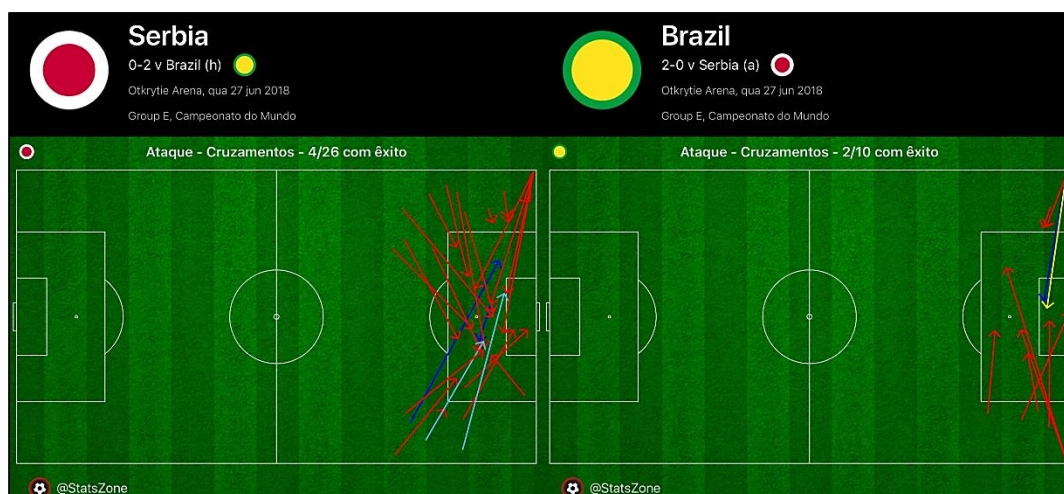 Serbia
0-2 v Brazil (h)
Otkrytie Arena, qua 27 jun 2018
Group E, Campeonato do Mundo
Ataque - Cruzamentos - 4/26 com êxito
@StatsZone
Brazil
2-0 v Serbia (a)
Otkrytie Arena, qua 27 jun 2018
Group E, Campeonato do Mundo
Ataque - Cruzamentos - 2/10 com êxito
@StatsZone